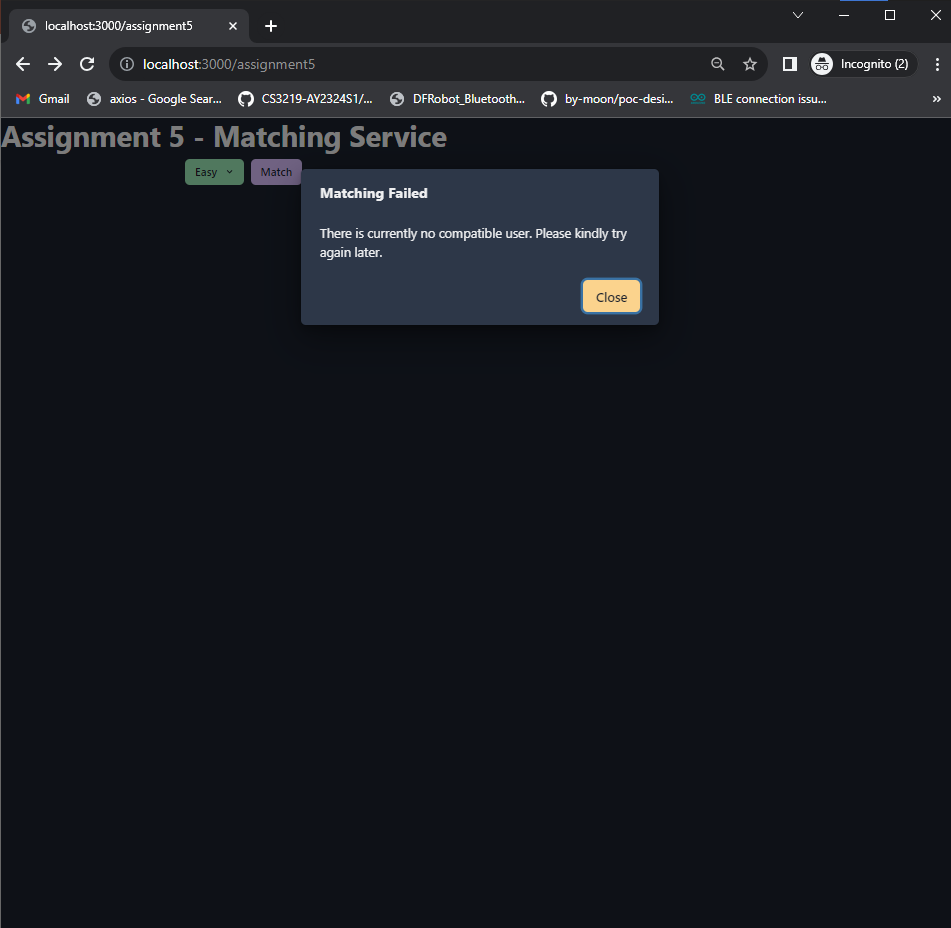 localhost:3000/assignment5
localhost:3000/assignment5
Incognito (2)
Gmail
axios - Google Sear...
CS3219-AY2324S1/...
DFRobot_Bluetooth...
by-moon/poc-desi...
BLE connection issu...
Assignment 5 - Matching Service
Easy
Match
Matching Failed
There is currently no compatible user. Please kindly try
again later.
Close